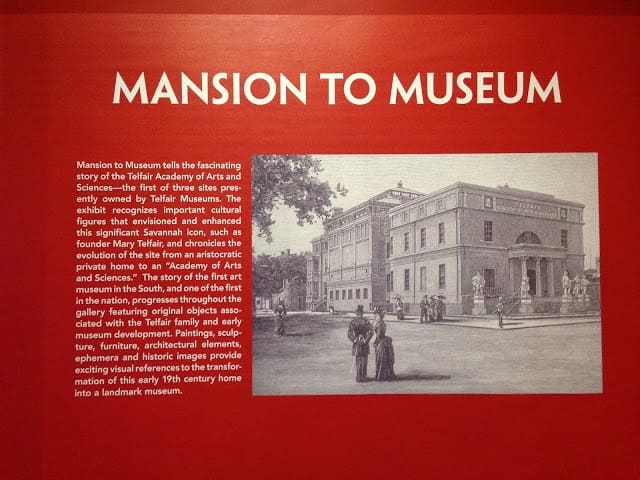 MANSION TO MUSEUM
Mansion to Museum tells the fascinating
story of the Telfair Academy of Arts and
Sciences—the first of three sites pres-
ently owned by Telfair Museums. The
exhibit recognizes important cultural
figures that envisioned and enhanced
this significant Savannah icon, such as
founder Mary Telfair, and chronicles the
evolution of the site from an aristocratic
private home to an “Academy of Arts
and Sciences.” The story of the first art
museum in the South, and one of the first
in the nation, progresses throughout the
gallery featuring original objects asso-
ciated with the Telfair family and early
museum development. Paintings, sculp-
ture, furniture, architectural elements,
ephemera and historic images provide
exciting visual references to the transfor-
mation of this early 19th century home
into a landmark museum.